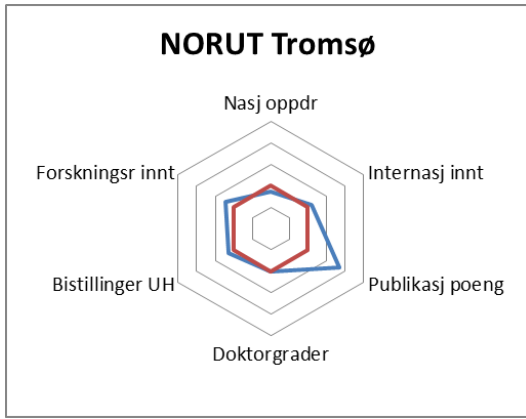 NORUT Tromsø
Nasj oppdr
Forskningsr innt
Internasj innt
Bistillinger UH
Publikasj poeng
Doktorgrader